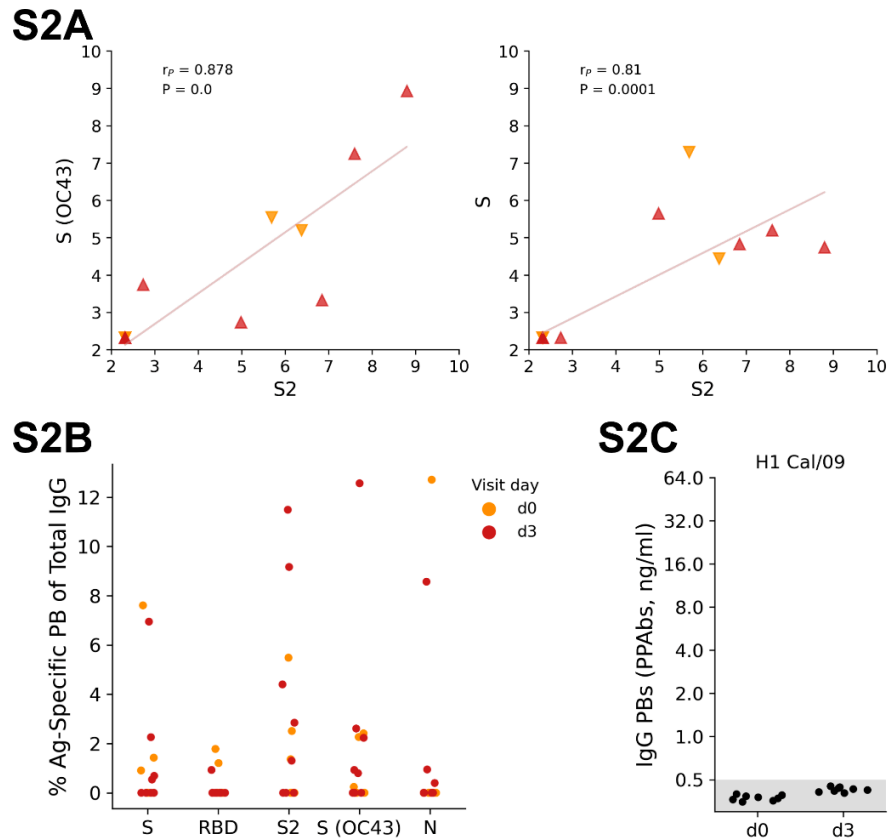 S2A
10
9
8
7
6
5
4
3
2
S (OC43)
r_P = 0.878
P = 0.0
2 3 4 5 6 7 8 9 10
S2
10
9
8
7
6
5
4
3
2
S
r_P = 0.81
P = 0.0001
2 3 4 5 6 7 8 9 10
S2
S2B
% Ag-Specific PB of Total IgG
12
10
8
6
4
2
0
S RBD S2 S (OC43) N
Visit day
d0
d3
S2C
H1 Cal/09
IgG PBs (PPAbs, ng/ml)
64.0
32.0
16.0
8.0
4.0
2.0
1.0
0.5
d0 d3